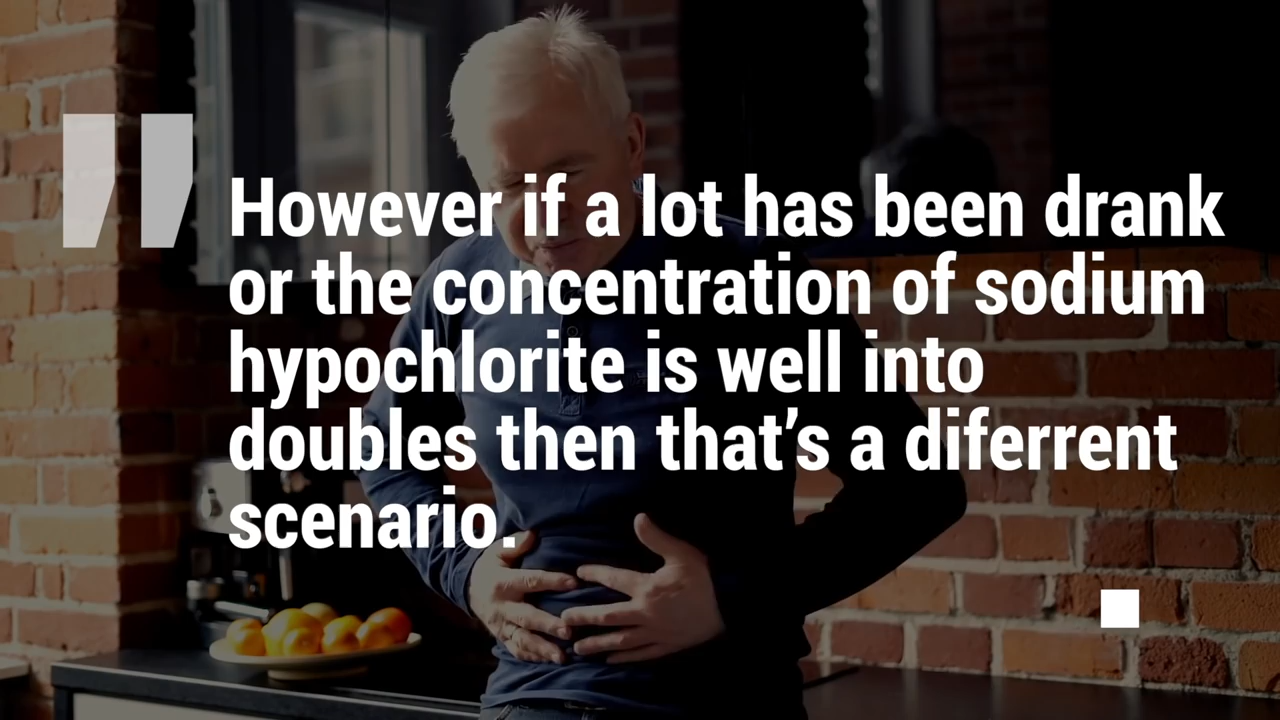 "
However if a lot has been drank
or the concentration of sodium
hypochlorite is well into
doubles then that’s a diferrent
scenario.